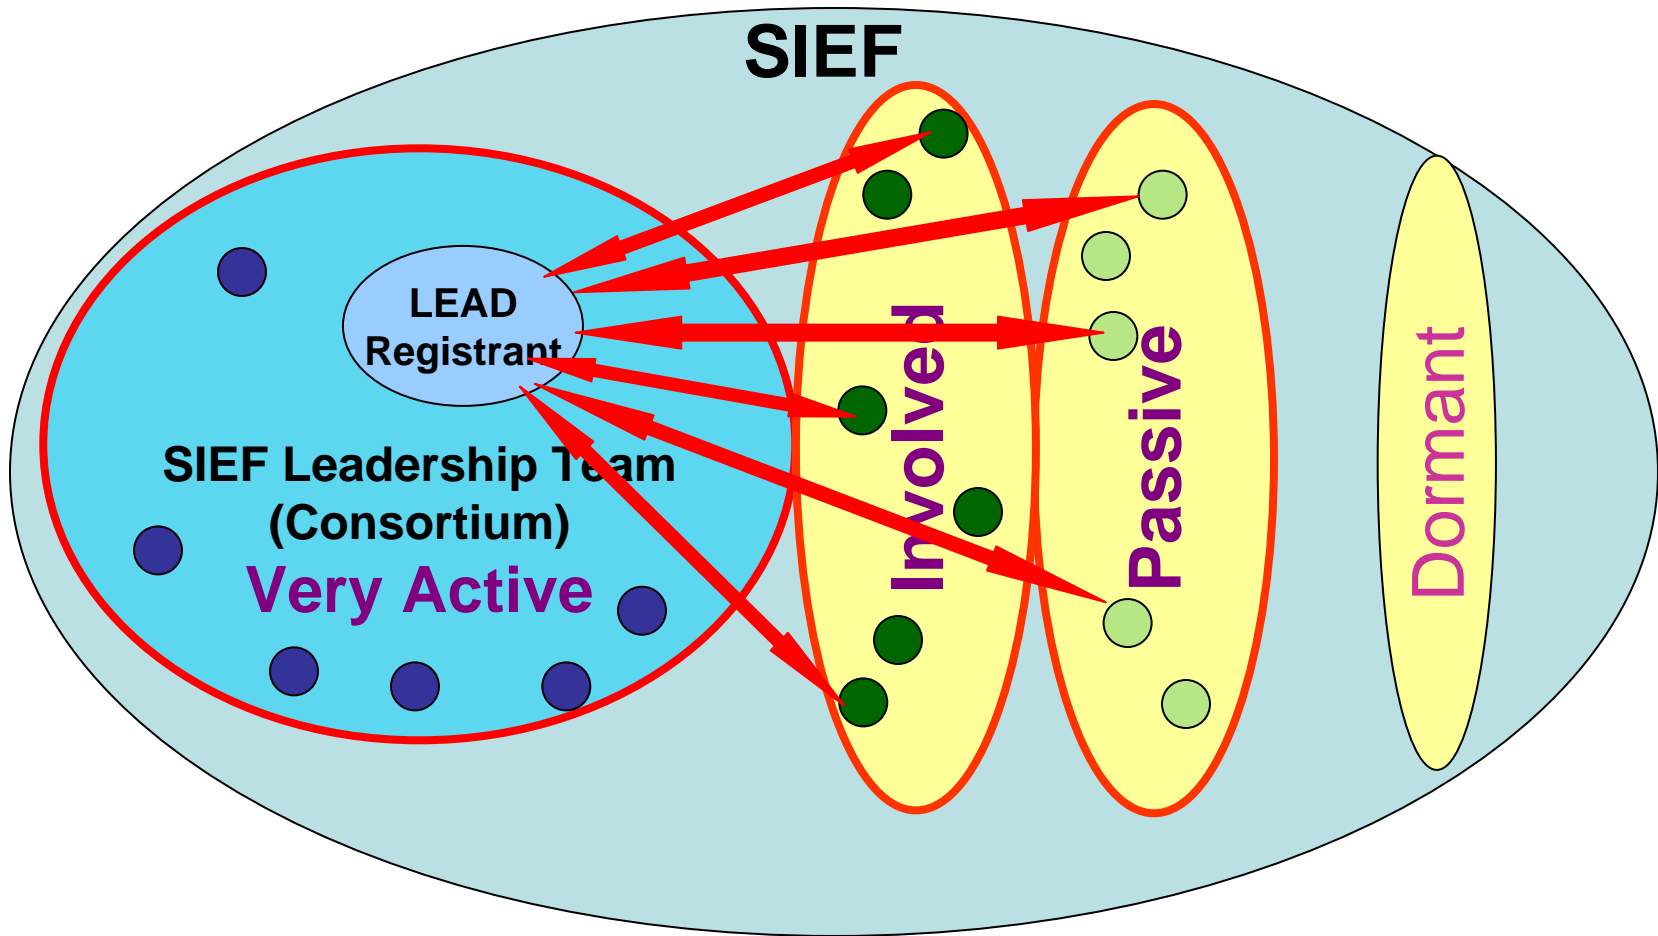 SIEF
LEAD
Registrant
SIEF Leadership Team
(Consortium)
Very Active
Involved
Passive
Dormant